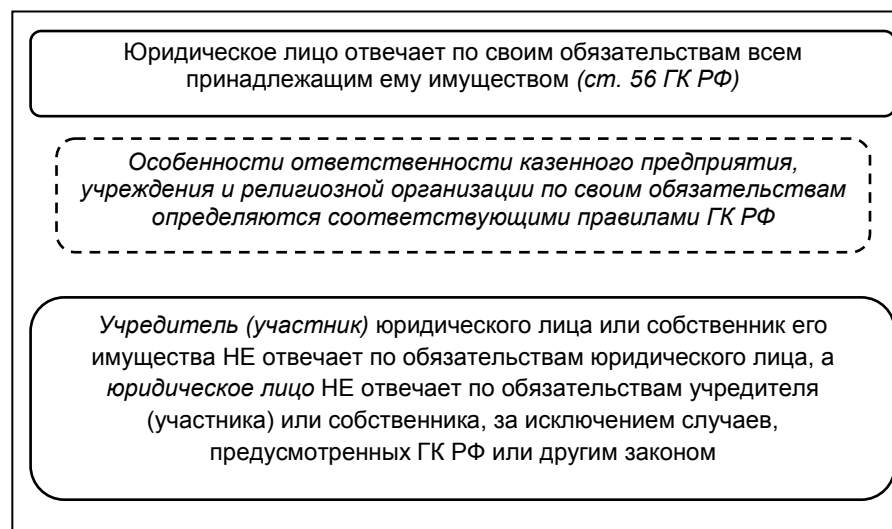 Юридическое лицо отвечает по своим обязательствам всем
принадлежащим ему имуществом (ст. 56 ГК РФ)
Особенности ответственности казенного предприятия,
учреждения и религиозной организации по своим обязательствам
определяются соответствующими правилами ГК РФ
Учредитель (участник) юридического лица или собственник его
имущества НЕ отвечает по обязательствам юридического лица, а
юридическое лицо НЕ отвечает по обязательствам учредителя
(участника) или собственника, за исключением случаев,
предусмотренных ГК РФ или другим законом